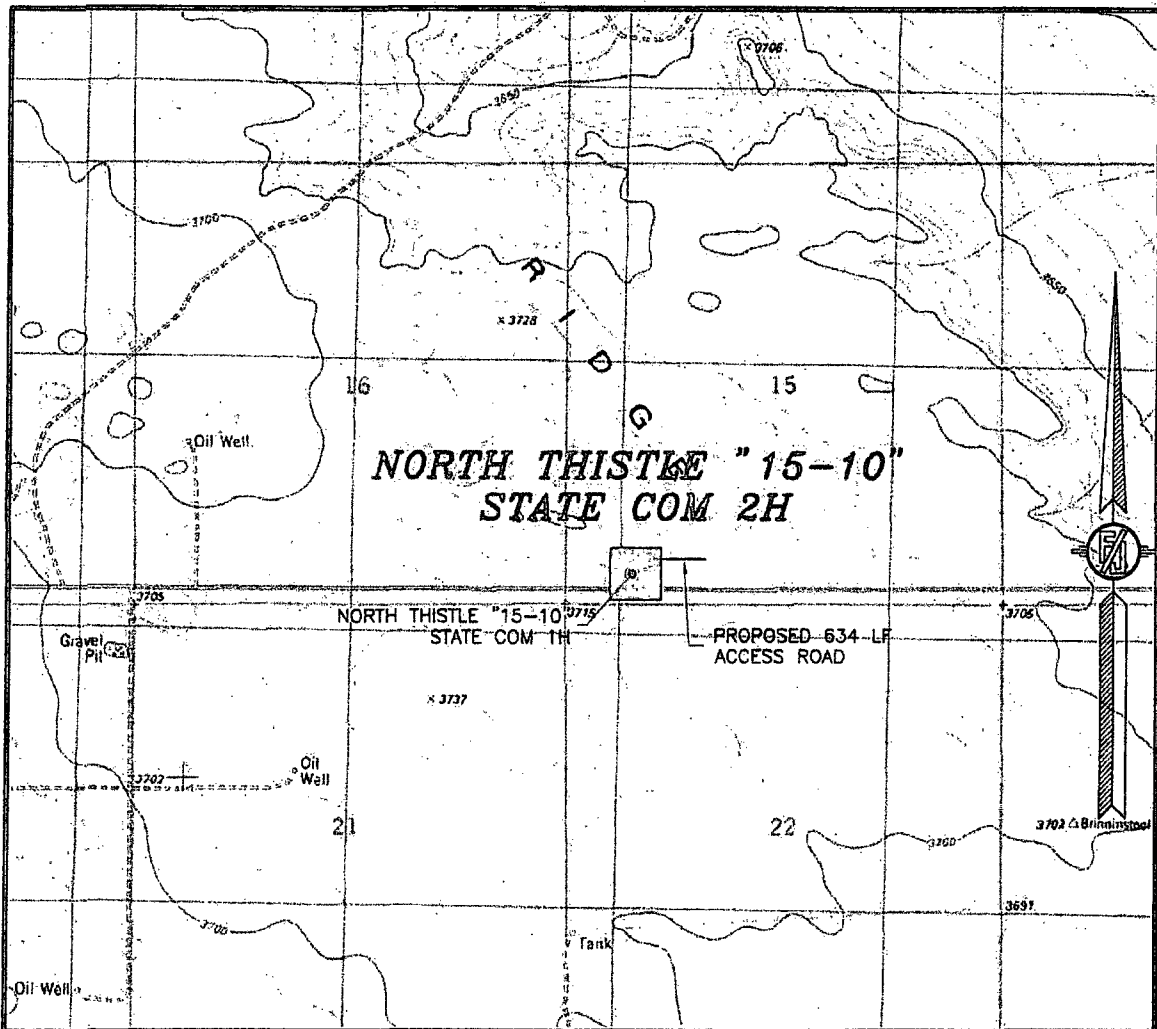 3706
3650
3700
R I D G E
3728
16
15
3650
Oil Well
NORTH THISTLE "15-10"
STATE COM 2H
3705
NORTH THISTLE "15-10"
STATE COM 1H
3715
3706
Gravel
Pit
PROPOSED 634 LF
ACCESS ROAD
3737
3702
Oil
Well
21
22
3702
Brinninstool
3700
3691
3700
Tank
Oil Well